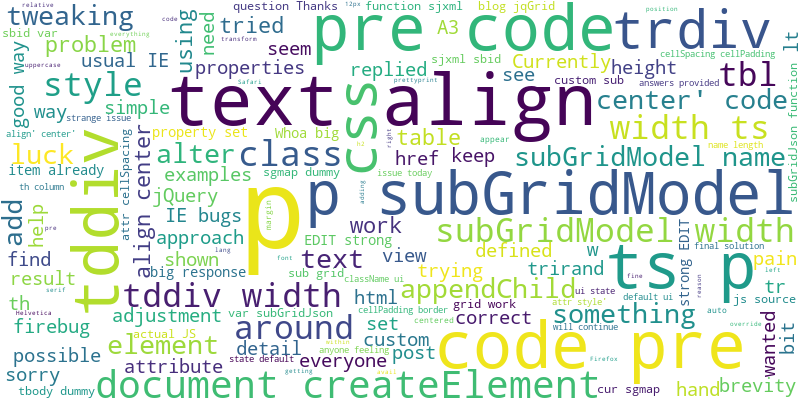 tweaking
sbid var
question Thanks
function sjxml
blog jqGrid
relative
12px
code
everything
position
pre code
trdiv
A3
using
tried
need
problem
usual IE
properties
seem
replied
Currently
sjxml sbid
see
custom sub
height
cellSpacing cellPadding
answers provided
lt
tbl
uppercase
transform
Safari
prettyprint
style
good way
way
simple
strange issue
text align
css
center' code
align' center'
tddiv
property set
Whoa big
right
appear
width ts
table
name length
subGridJson function
luck
alter
class
href keep
subGridModel name
item already
th column
pre
attr cellSpacing
align center
examples
sgmap dummy
issue today
h2
adding
jQuery
p
p subGridModel
add
help
IE bugs
margin
EDIT strong
work
subGridModel width
find
approach
lang
shown
font
text
view
defined
w
trying
trirand
strong EDIT
final solution
pain
left
result
big response
sub grid
className ui
html
appendChild
ts p
fine
default ui
tr
th
serif
tddiv width
firebug
Helvetica
adjustment
var subGridJson
cellPadding border
grid work
ui state
attr style'
js source
actual JS
around
set
centered
correct
something
reason
auto
wanted
possible
element
custom
will continue
override
bit
state default
within
detail
anyone feeling
post
code pre
sorry
attribute
everyone
getting
avail
Firefox
hand
brevity
tbody dummy
document createElement
cur sgmap